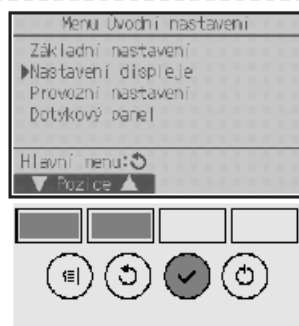 Menu Úvodní nastavení
Základní nastavení
▶Nastavení displeje
Provozní nastavení
Dotykový panel
Hlavní menu:↺
▼ Pozice ▲